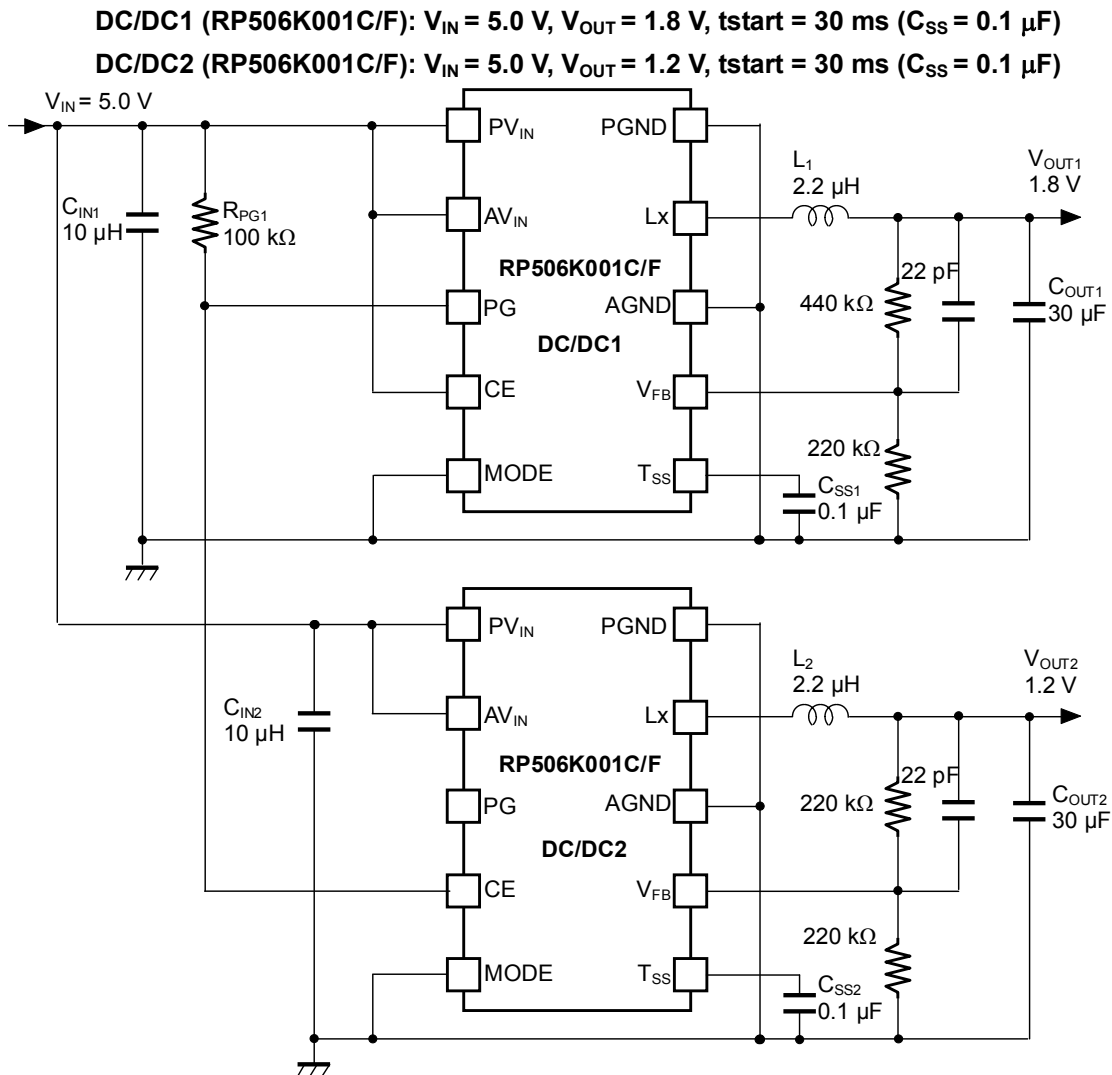 DC/DC1 (RP506K001C/F): VIN = 5.0 V, VOUT = 1.8 V, tstart = 30 ms (CSS = 0.1 μF)
DC/DC2 (RP506K001C/F): VIN = 5.0 V, VOUT = 1.2 V, tstart = 30 ms (CSS = 0.1 μF)
VIN = 5.0 V
CIN1
10 µH
RPG1
100 kΩ
PVIN
PGND
AVIN
Lx
RP506K001C/F
PG
AGND
DC/DC1
CE
VFB
MODE
TSS
L1
2.2 µH
VOUT1
1.8 V
22 pF
440 kΩ
COUT1
30 µF
220 kΩ
CSS1
0.1 µF
CIN2
10 µH
PVIN
PGND
AVIN
Lx
RP506K001C/F
PG
AGND
DC/DC2
CE
VFB
MODE
TSS
L2
2.2 µH
VOUT2
1.2 V
22 pF
220 kΩ
COUT2
30 µF
220 kΩ
CSS2
0.1 µF